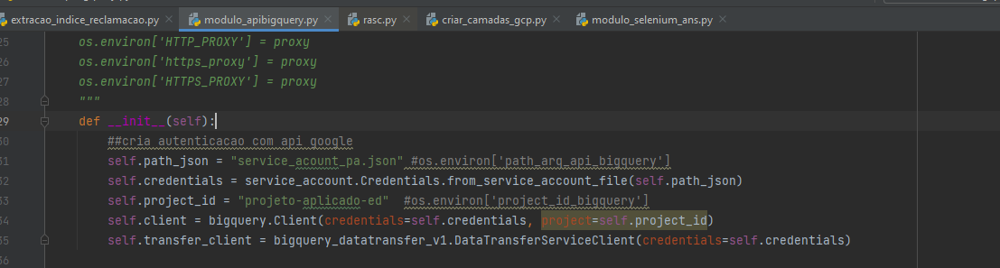 extracao_indice_reclamacao.py × modulo_apibigquery.py × rasc.py × criar_camadas_gcp.py × modulo_selenium_ans.py ×
25 os.environ['HTTP_PROXY'] = proxy
26 os.environ['https_proxy'] = proxy
27 os.environ['HTTPS_PROXY'] = proxy
28 """
29 def __init__(self):
30 ##cria autenticacao com api google
31 self.path_json = "service_acount_pa.json" #os.environ['path_arq_api_bigquery']
32 self.credentials = service_account.Credentials.from_service_account_file(self.path_json)
33 self.project_id = "projeto-aplicado-ed" #os.environ['project_id_bigquery']
34 self.client = bigquery.Client(credentials=self.credentials, project=self.project_id)
35 self.transfer_client = bigquery_datatransfer_v1.DataTransferServiceClient(credentials=self.credentials)
36